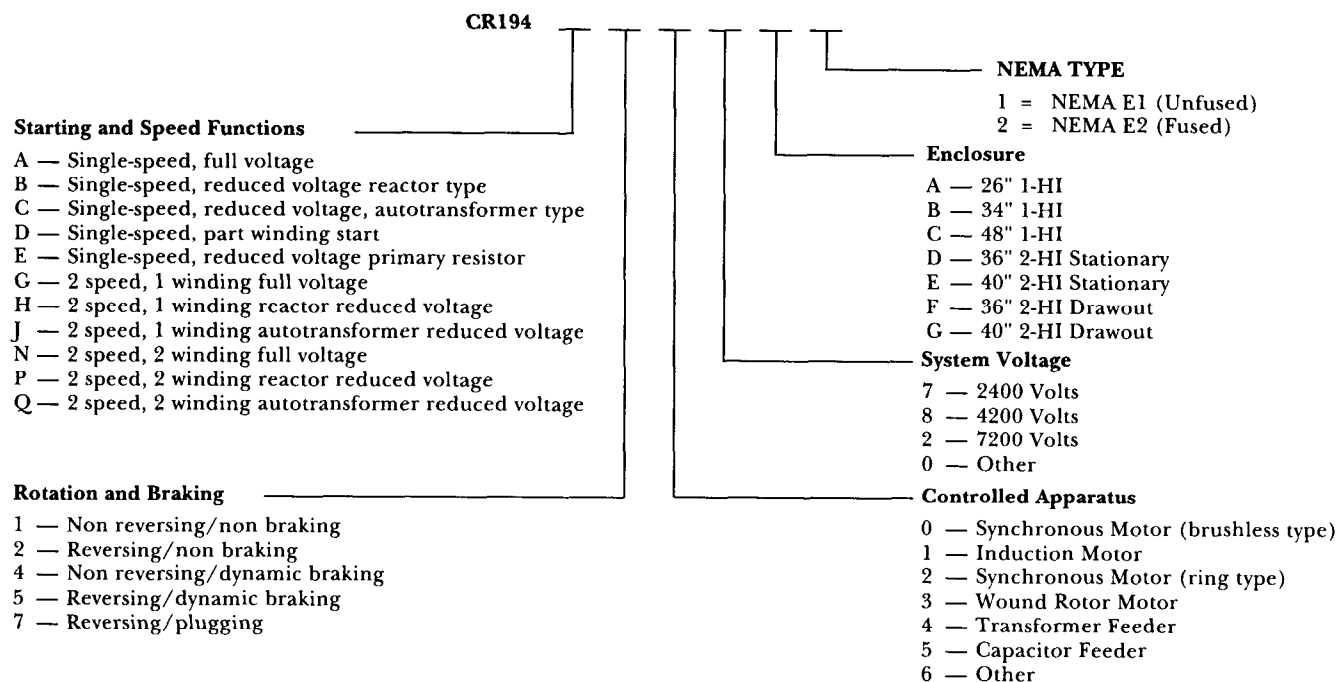 CR194 __ __ __ __ __ __
NEMA TYPE
1 = NEMA E1 (Unfused)
2 = NEMA E2 (Fused)
Starting and Speed Functions
A — Single-speed, full voltage
B — Single-speed, reduced voltage reactor type
C — Single-speed, reduced voltage, autotransformer type
D — Single-speed, part winding start
E — Single-speed, reduced voltage primary resistor
G — 2 speed, 1 winding full voltage
H — 2 speed, 1 winding reactor reduced voltage
J — 2 speed, 1 winding autotransformer reduced voltage
N — 2 speed, 2 winding full voltage
P — 2 speed, 2 winding reactor reduced voltage
Q — 2 speed, 2 winding autotransformer reduced voltage
Enclosure
A — 26" 1-HI
B — 34" 1-HI
C — 48" 1-HI
D — 36" 2-HI Stationary
E — 40" 2-HI Stationary
F — 36" 2-HI Drawout
G — 40" 2-HI Drawout
System Voltage
7 — 2400 Volts
8 — 4200 Volts
2 — 7200 Volts
0 — Other
Rotation and Braking
1 — Non reversing/non braking
2 — Reversing/non braking
4 — Non reversing/dynamic braking
5 — Reversing/dynamic braking
7 — Reversing/plugging
Controlled Apparatus
0 — Synchronous Motor (brushless type)
1 — Induction Motor
2 — Synchronous Motor (ring type)
3 — Wound Rotor Motor
4 — Transformer Feeder
5 — Capacitor Feeder
6 — Other